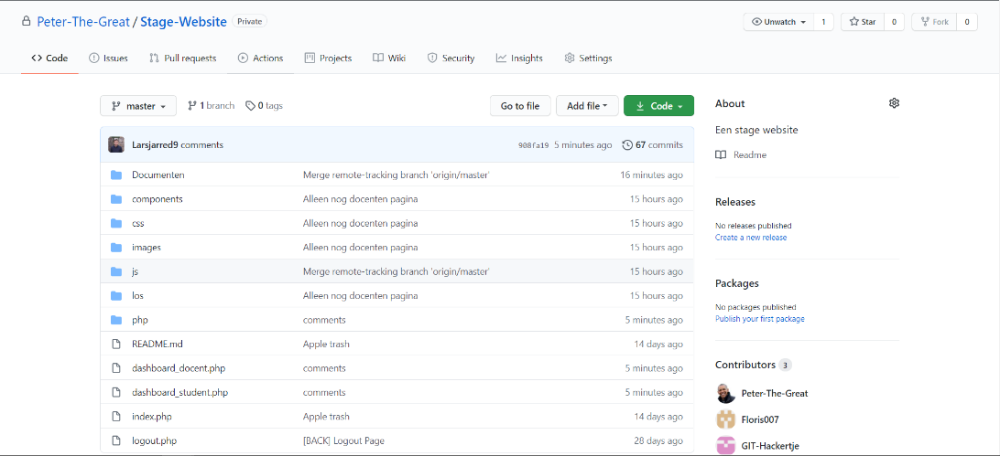 Peter-The-Great / Stage-Website Private
Unwatch 1 Star 0 Fork 0
Code Issues Pull requests Actions Projects Wiki Security Insights Settings
master 1 branch 0 tags Go to file Add file Code
Larsjarred9 comments 908fa19 5 minutes ago 67 commits
Documenten Merge remote-tracking branch 'origin/master' 16 minutes ago
components Alleen nog docenten pagina 15 hours ago
css Alleen nog docenten pagina 15 hours ago
images Alleen nog docenten pagina 15 hours ago
js Merge remote-tracking branch 'origin/master' 15 hours ago
los Alleen nog docenten pagina 15 hours ago
php comments 5 minutes ago
README.md Apple trash 14 days ago
dashboard_docent.php comments 5 minutes ago
dashboard_student.php comments 5 minutes ago
index.php Apple trash 14 days ago
logout.php [BACK] Logout Page 28 days ago
About
Een stage website
Readme
Releases
No releases published
Create a new release
Packages
No packages published
Publish your first package
Contributors 3
Peter-The-Great
Floris007
GIT-Hackertje